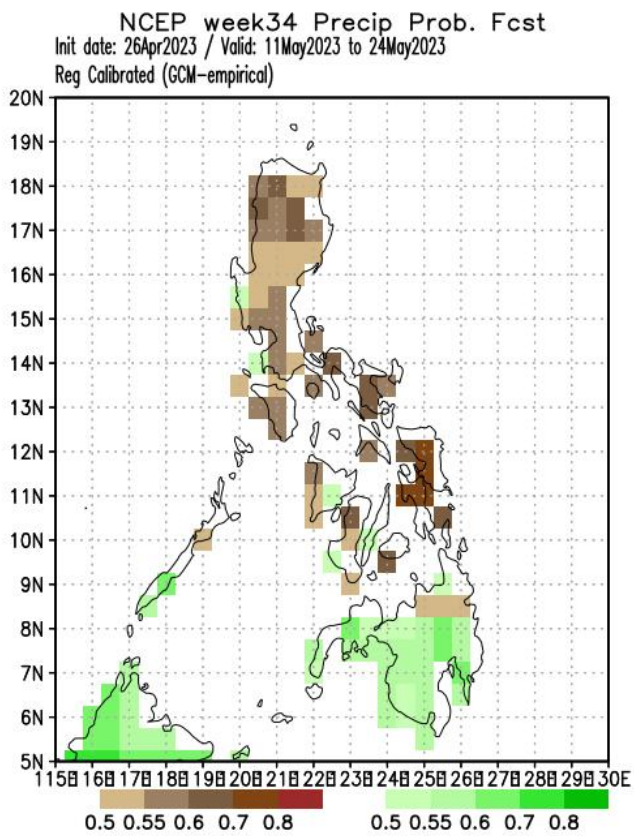 NCEP week34 Precip Prob. Fcst
Init date: 26Apr2023 / Valid: 11May2023 to 24May2023
Reg Calibrated (GCM-empirical)
20N
19N
18N
17N
16N
15N
14N
13N
12N
11N
10N
9N
8N
7N
6N
5N
115E 116E 117E 118E 119E 120E 121E 122E 123E 124E 125E 126E 127E 128E 129E 130E
0.5 0.55 0.6 0.7 0.8 0.5 0.55 0.6 0.7 0.8